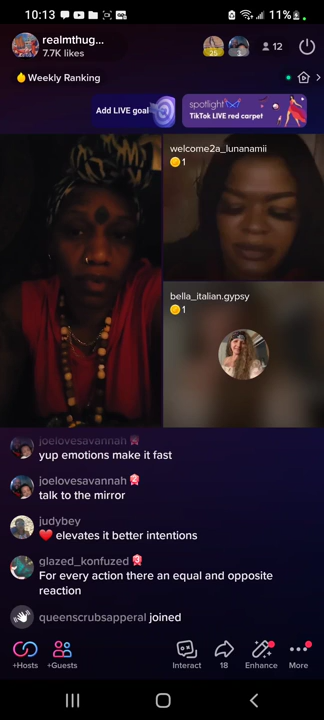 10:13
11%
realmthug...
7.7K likes
25
12
Weekly Ranking
Add LIVE goal
spotlight
TikTok LIVE red carpet
welcome2a_lunanamii
1
bella_italian.gypsy
1
joelovesavannah
yup emotions make it fast
joelovesavannah
talk to the mirror
judybey
❤️ elevates it better intentions
glazed_konfuzed
For every action there an equal and opposite
reaction
queenscrubsapperal joined
+Hosts
+Guests
Interact
18
Enhance
More